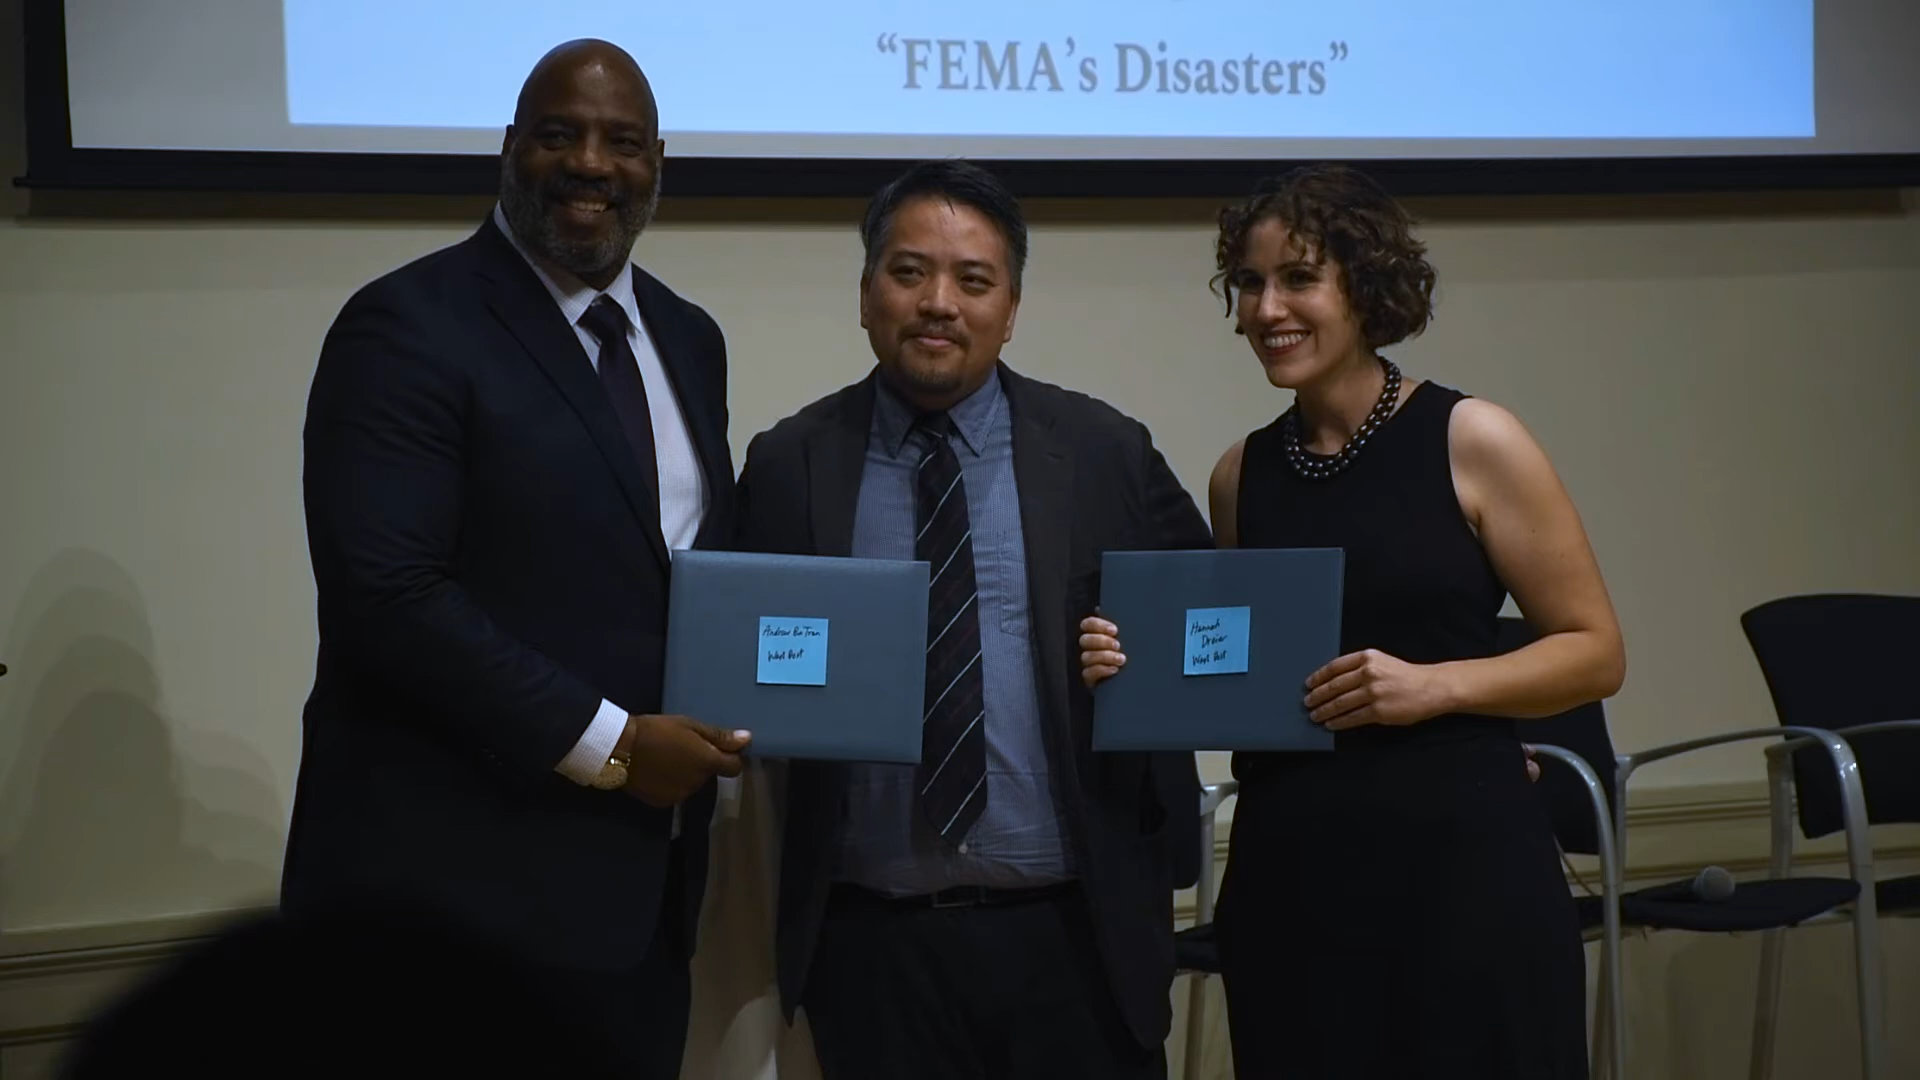 “FEMA’s Disasters”
Andrew Ba Tran
Wash Post
Hannah
Dreier
Wash Post